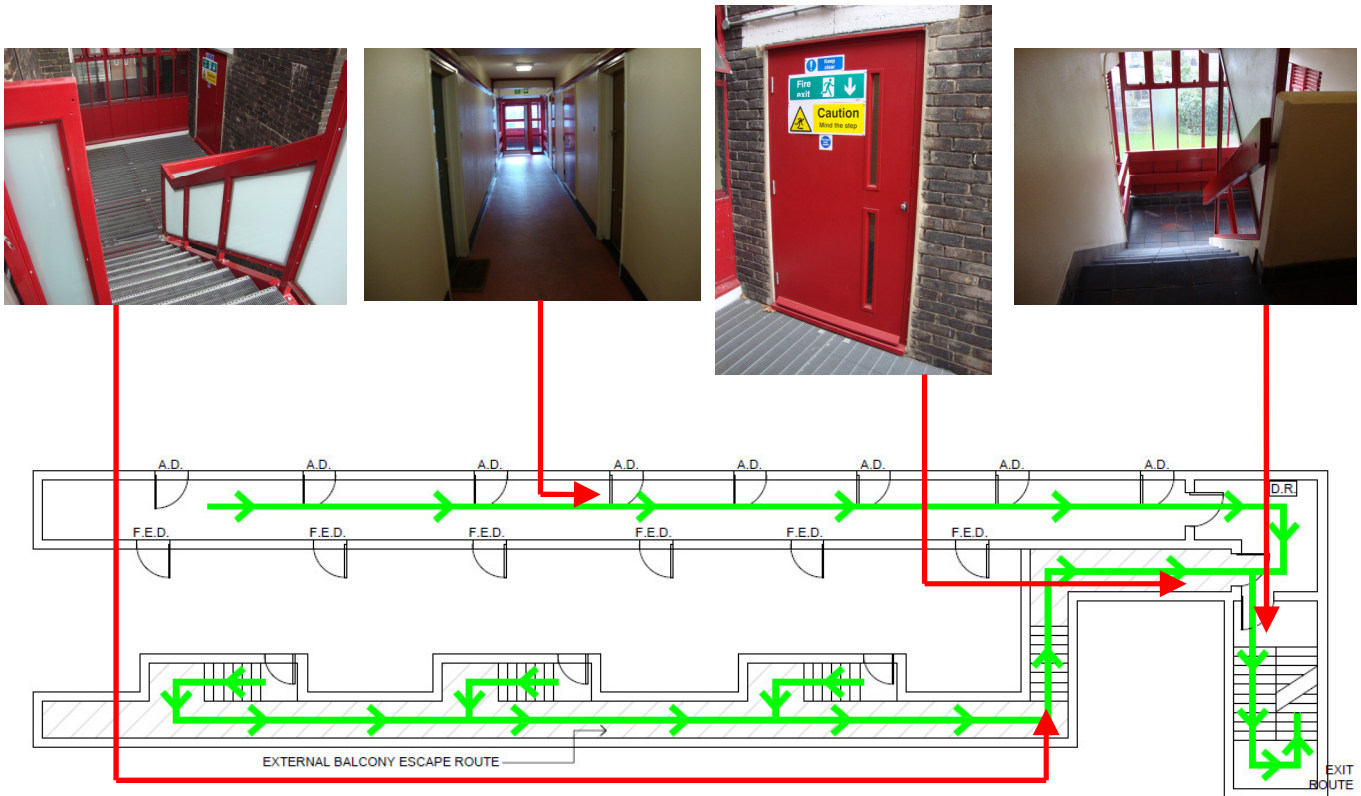 Keep
clear
Fire
exit
Caution
Mind the step
A.D.
A.D.
A.D.
A.D.
A.D.
A.D.
A.D.
A.D.
D.R.
F.E.D.
F.E.D.
F.E.D.
F.E.D.
F.E.D.
F.E.D.
EXTERNAL BALCONY ESCAPE ROUTE
EXIT
ROUTE